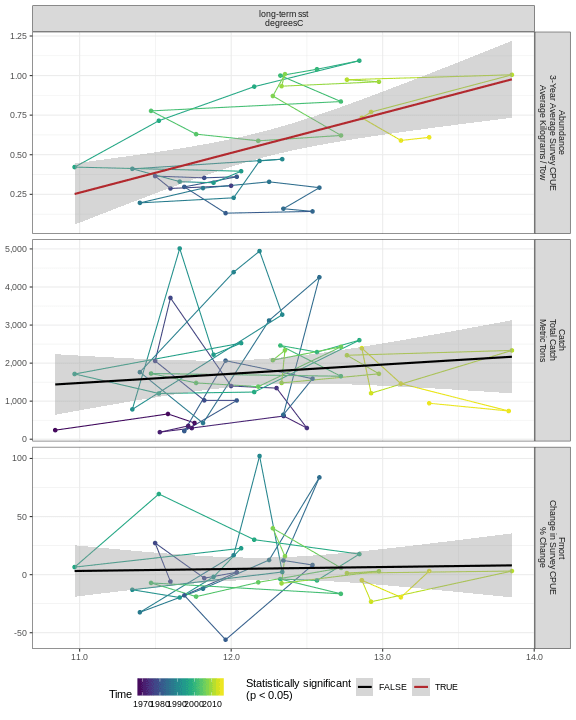 long-term sst
degreesC
1.25
1.00
0.75
0.50
0.25
Abundance
3-Year Average Survey CPUE
Average Kilograms / Tow
5,000
4,000
3,000
2,000
1,000
0
Catch
Total Catch
Metric Tons
100
50
0
-50
Fmort
Change in Survey CPUE
% Change
11.0 12.0 13.0 14.0
Time
1970 1980 1990 2000 2010
Statistically significant
(p < 0.05)
FALSE TRUE